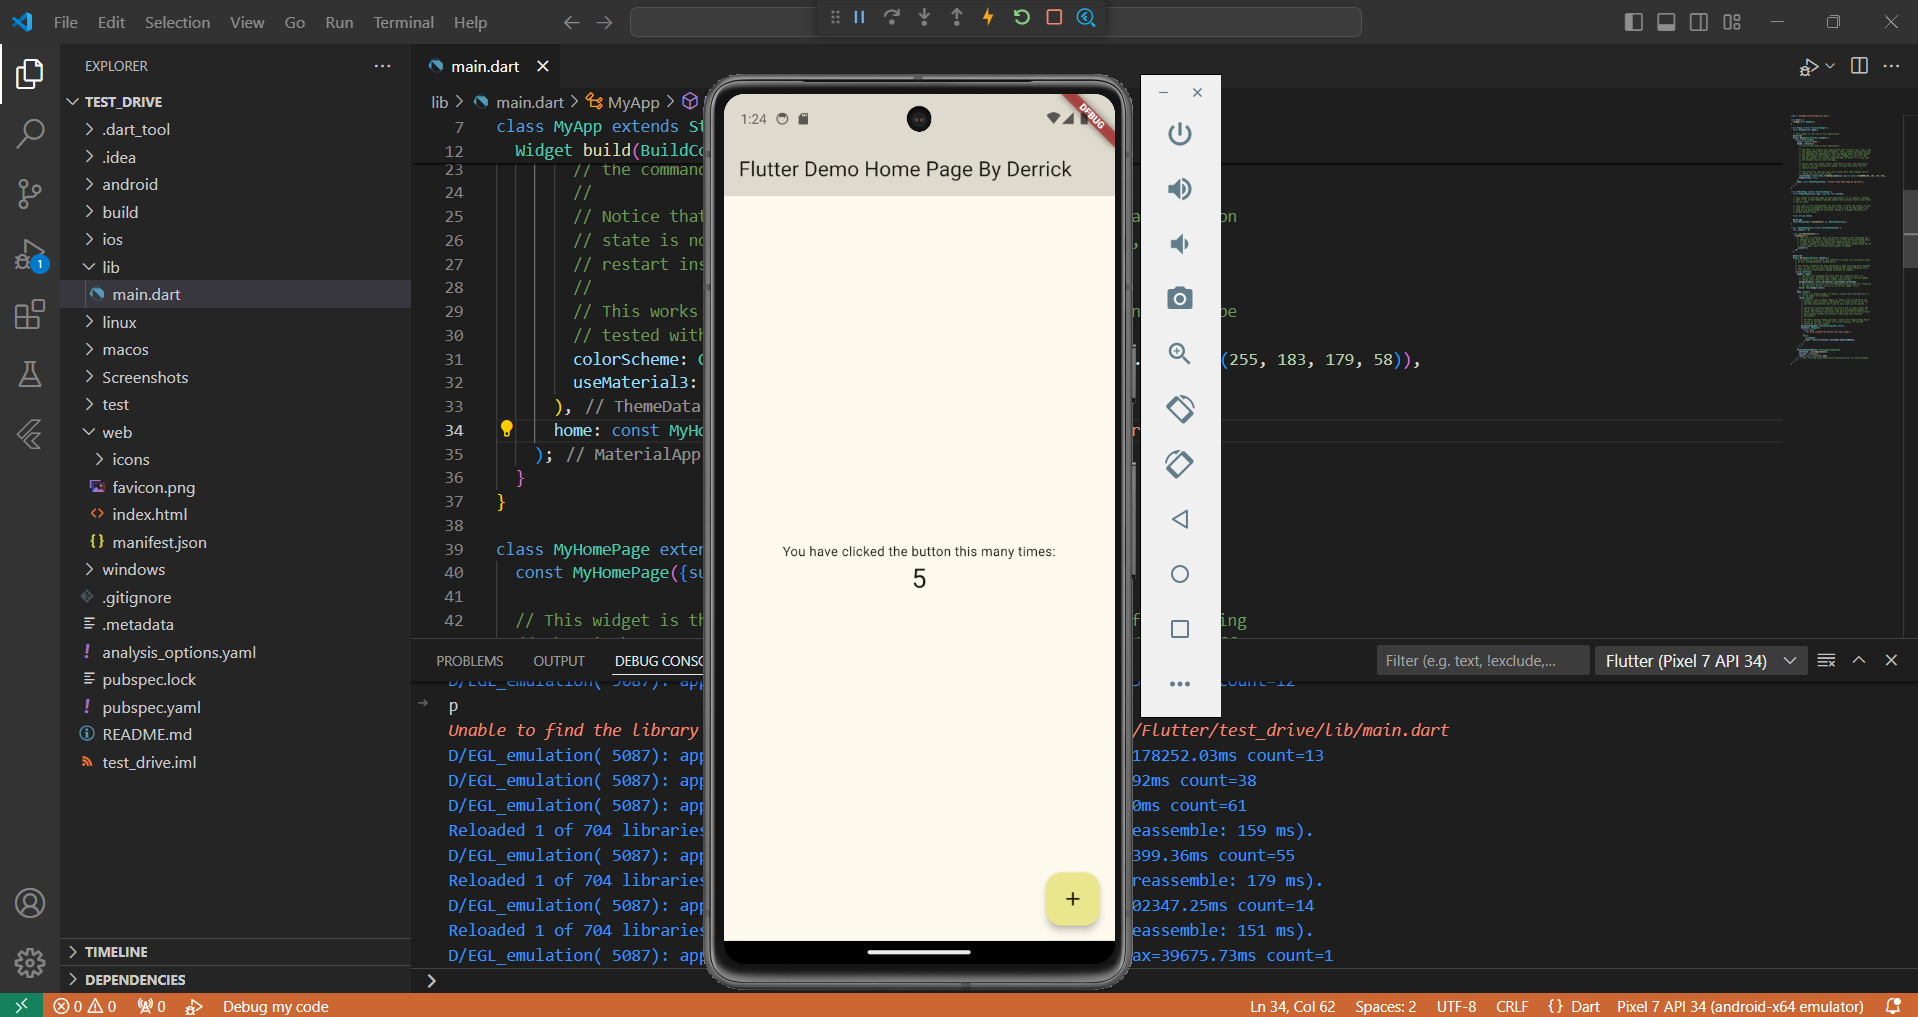 File Edit Selection View Go Run Terminal Help
EXPLORER
TEST_DRIVE
.dart_tool
.idea
android
build
ios
lib
main.dart
linux
macos
Screenshots
test
web
icons
favicon.png
index.html
manifest.json
windows
.gitignore
.metadata
analysis_options.yaml
pubspec.lock
pubspec.yaml
README.md
test_drive.iml
TIMELINE
DEPENDENCIES
1
main.dart
lib > main.dart > MyApp >
7 class MyApp extends St
12 Widget build(BuildCo
23 // the command
24 //
25 // Notice that on
26 // state is no ,
27 // restart ins
28 //
29 // This works n be
30 // tested with
31 colorScheme: C .(255, 183, 179, 58)),
32 useMaterial3:
33 ), // ThemeData
34 home: const MyHo r
35 ); // MaterialApp
36 }
37 }
38
39 class MyHomePage exten
40 const MyHomePage({su
41
42 // This widget is th f ing
1:24
DEBUG
Flutter Demo Home Page By Derrick
You have clicked the button this many times:
5
+
PROBLEMS OUTPUT DEBUG CONSO
Filter (e.g. text, !exclude,...
Flutter (Pixel 7 API 34)
D/EGL_emulation( 5087): app count=12
p
Unable to find the library /Flutter/test_drive/lib/main.dart
D/EGL_emulation( 5087): app 178252.03ms count=13
D/EGL_emulation( 5087): app 92ms count=38
D/EGL_emulation( 5087): app 0ms count=61
Reloaded 1 of 704 libraries eassemble: 159 ms).
D/EGL_emulation( 5087): app 399.36ms count=55
Reloaded 1 of 704 libraries reassemble: 179 ms).
D/EGL_emulation( 5087): app 02347.25ms count=14
Reloaded 1 of 704 libraries eassemble: 151 ms).
D/EGL_emulation( 5087): app ax=39675.73ms count=1
0 0 0 Debug my code
Ln 34, Col 62 Spaces: 2 UTF-8 CRLF {} Dart Pixel 7 API 34 (android-x64 emulator)